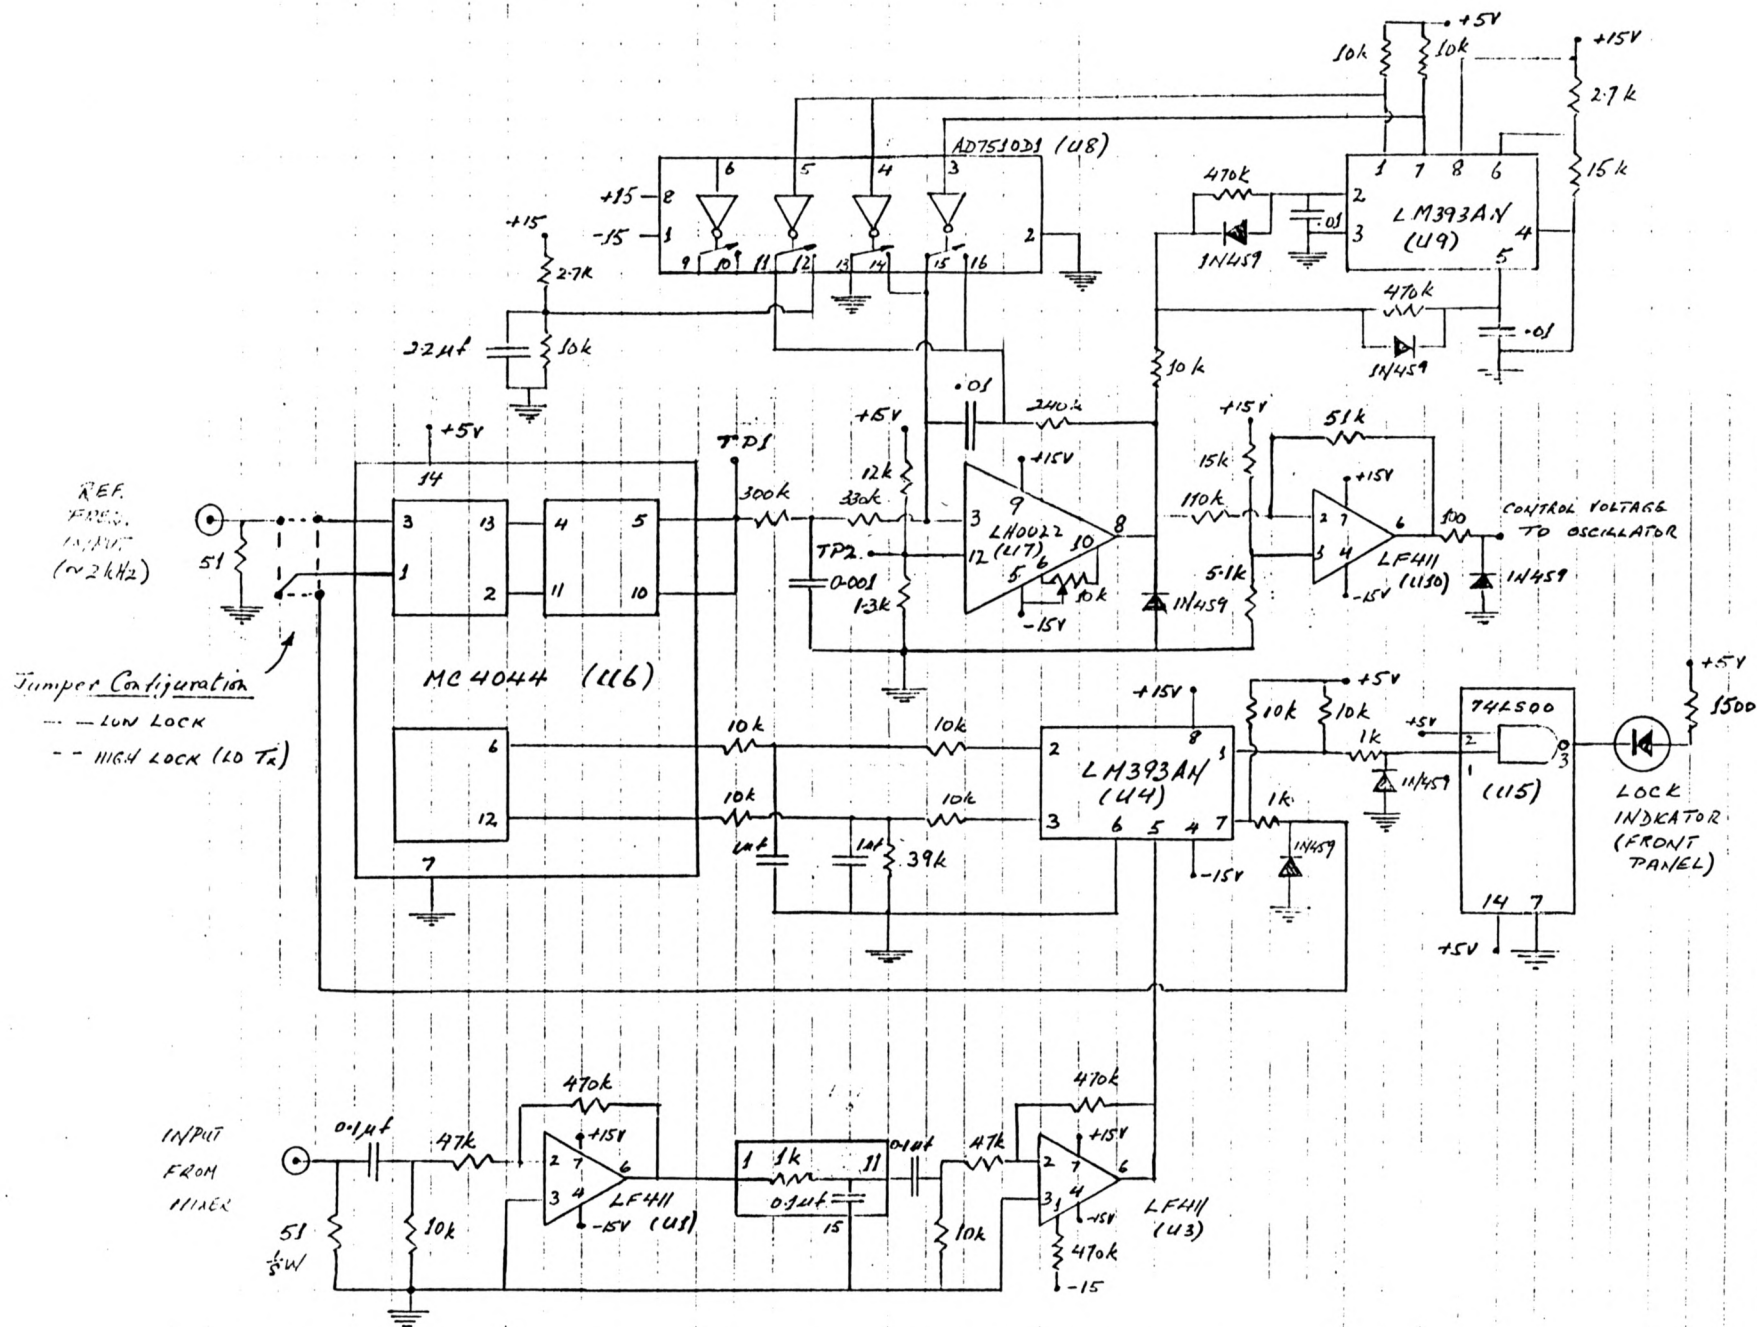 +5V
10k
10k
+15V
2.7k
AD7510D1 (U8)
6
5
4
3
1
7
8
6
470k
15k
+15
8
2
LM393AN
(U9)
.01
3
4
-15
1
2
+15
1N459
5
9
10
11
12
13
14
15
16
2.7k
470k
.01
2.2µf
10k
10k
1N459
.01
240k
+15V
+15V
51k
+5V
TP1
14
12k
+15V
15k
+15V
REF.
FREQ.
INPUT
(~2kHz)
300k
330k
9
110k
CONTROL VOLTAGE
TO OSCILLATOR
3
13
4
5
3
LH0022
(U7)
8
2
7
6
100
51
TP2
12
10
3
4
LF411
(U10)
1
2
11
10
0.001
5
6
10k
5.1k
1N459
1.3k
-15V
1N459
-15V
Jumper Configuration
-- - LOW LOCK
-- HIGH LOCK (LO Tx)
MC4044 (U6)
+15V
+5V
+5V
10k
10k
74LS00
1500
10k
10k
8
+5V
6
2
1
1k
2
3
LM393AN
(U4)
1N459
1
(U5)
10k
10k
1k
LOCK
INDICATOR
(FRONT
PANEL)
12
3
6
5
4
7
1µf
1µf
39k
1N459
7
-15V
14
7
+5V
470k
470k
INPUT
FROM
MIXER
0.1µf
47k
+15V
0.1µf
47k
+15V
2
7
6
1
1k
11
2
7
6
3
4
LF411
(U1)
0.1µf
3
1
4
LF411
(U3)
51
10k
-15V
15
10k
-15V
470k
-15